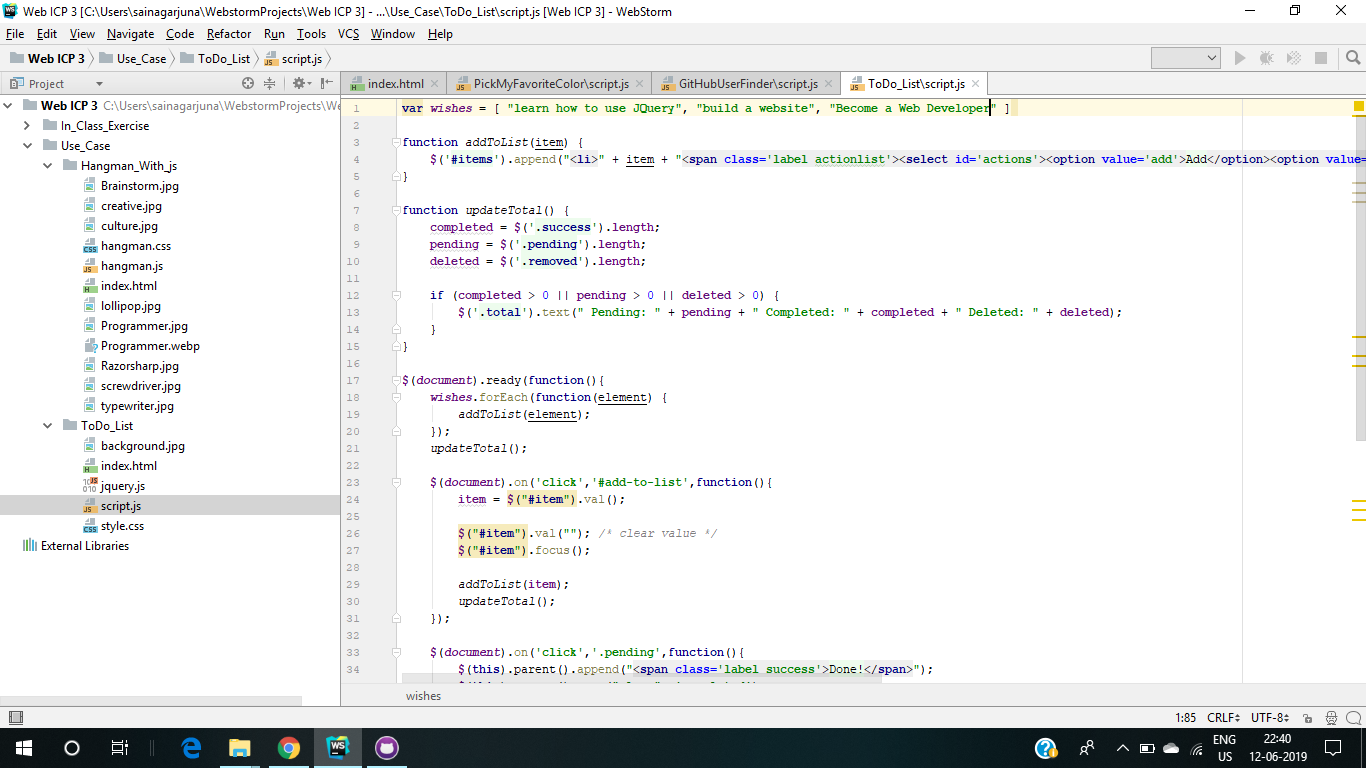 Web ICP 3 [C:\Users\sainagarjuna\WebstormProjects\Web ICP 3] - ...\Use_Case\ToDo_List\script.js [Web ICP 3] - WebStorm
File Edit View Navigate Code Refactor Run Tools VCS Window Help
Web ICP 3 Use_Case ToDo_List script.js
Project
index.html PickMyFavoriteColor\script.js GitHubUserFinder\script.js ToDo_List\script.js
Web ICP 3 C:\Users\sainagarjuna\WebstormProjects\We
In_Class_Exercise
Use_Case
Hangman_With_js
Brainstorm.jpg
creative.jpg
culture.jpg
hangman.css
hangman.js
index.html
lollipop.jpg
Programmer.jpg
Programmer.webp
Razorsharp.jpg
screwdriver.jpg
typewriter.jpg
ToDo_List
background.jpg
index.html
jquery.js
script.js
style.css
External Libraries
1 var wishes = [ "learn how to use JQuery", "build a website", "Become a Web Developer" ]
2
3 function addToList(item) {
4 $('#items').append("<li>" + item + "<span class='label actionlist'><select id='actions'><option value='add'>Add</option><option value=
5 }
6
7 function updateTotal() {
8 completed = $('.success').length;
9 pending = $('.pending').length;
10 deleted = $('.removed').length;
11
12 if (completed > 0 || pending > 0 || deleted > 0) {
13 $('.total').text(" Pending: " + pending + " Completed: " + completed + " Deleted: " + deleted);
14 }
15 }
16
17 $(document).ready(function(){
18 wishes.forEach(function(element) {
19 addToList(element);
20 });
21 updateTotal();
22
23 $(document).on('click','#add-to-list',function(){
24 item = $("#item").val();
25
26 $("#item").val(""); /* clear value */
27 $("#item").focus();
28
29 addToList(item);
30 updateTotal();
31 });
32
33 $(document).on('click','.pending',function(){
34 $(this).parent().append("<span class='label success'>Done!</span>");
wishes
1:85 CRLF UTF-8
ENG
US
22:40
12-06-2019